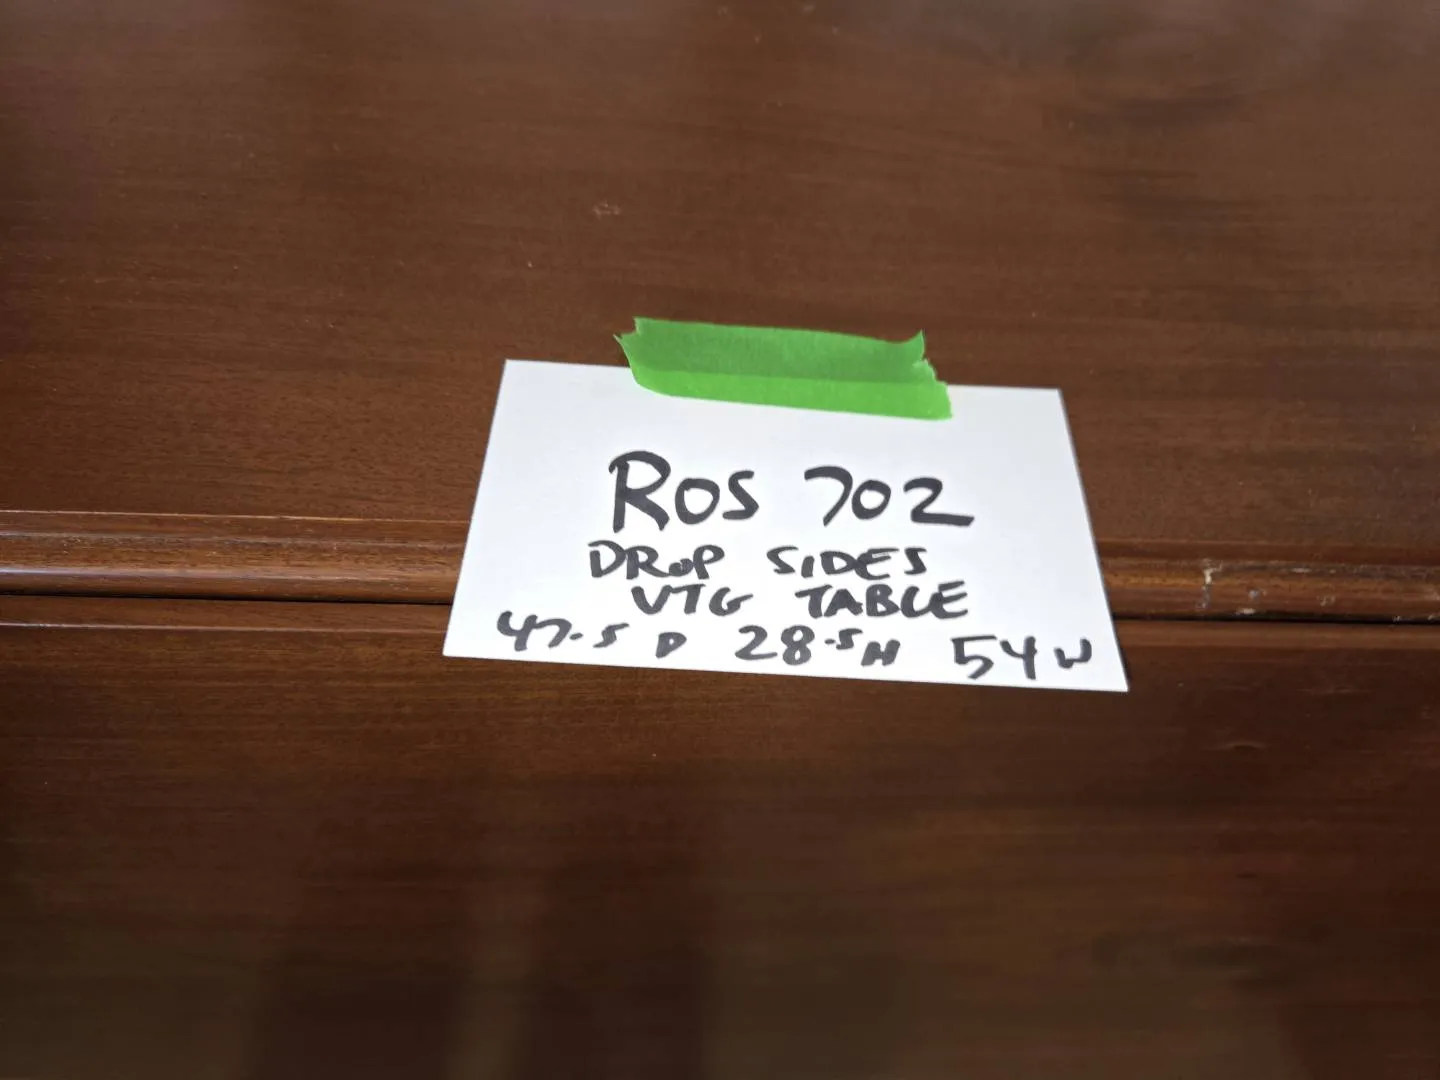 ROS 702
DROP SIDES
VTG TABLE
47.5 D 28.5H 54W